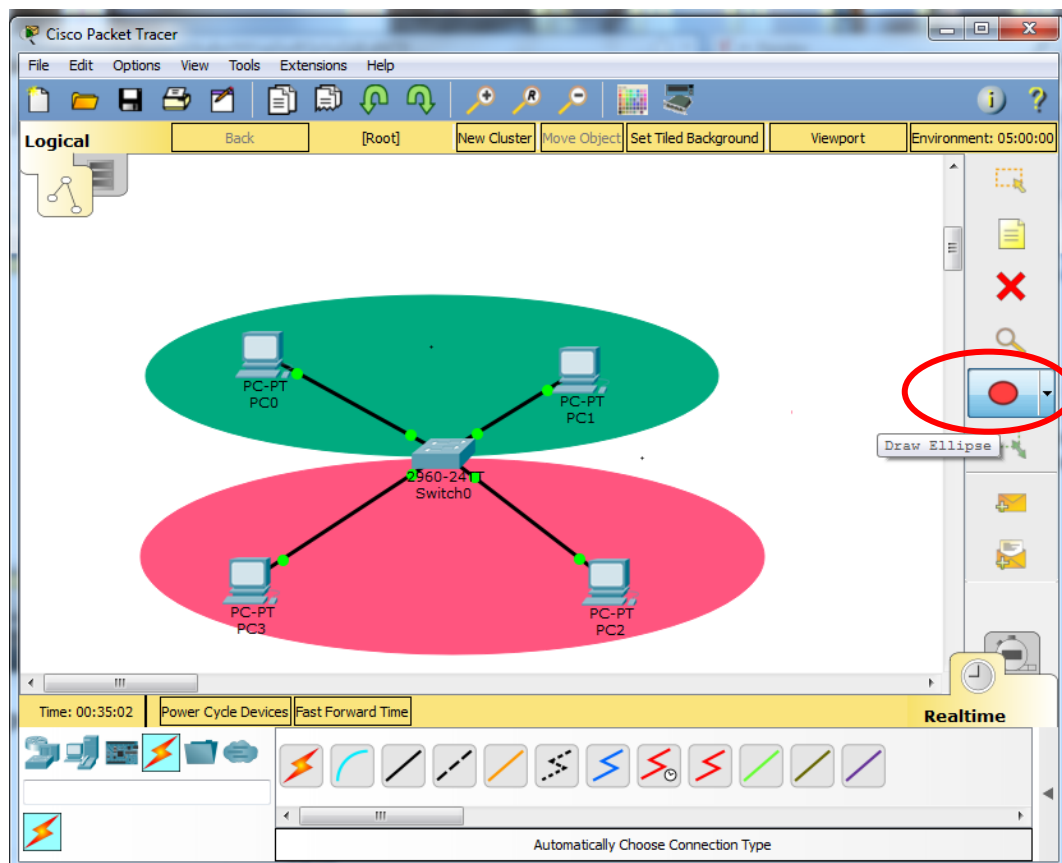 Cisco Packet Tracer
File Edit Options View Tools Extensions Help
R
i ?
Logical Back [Root] New Cluster Move Object Set Tiled Background Viewport Environment: 05:00:00
PC-PT
PC0
PC-PT
PC1
Draw Ellipse
2960-24TT
Switch0
PC-PT
PC3
PC-PT
PC2
Time: 00:35:02 Power Cycle Devices Fast Forward Time Realtime
Automatically Choose Connection Type